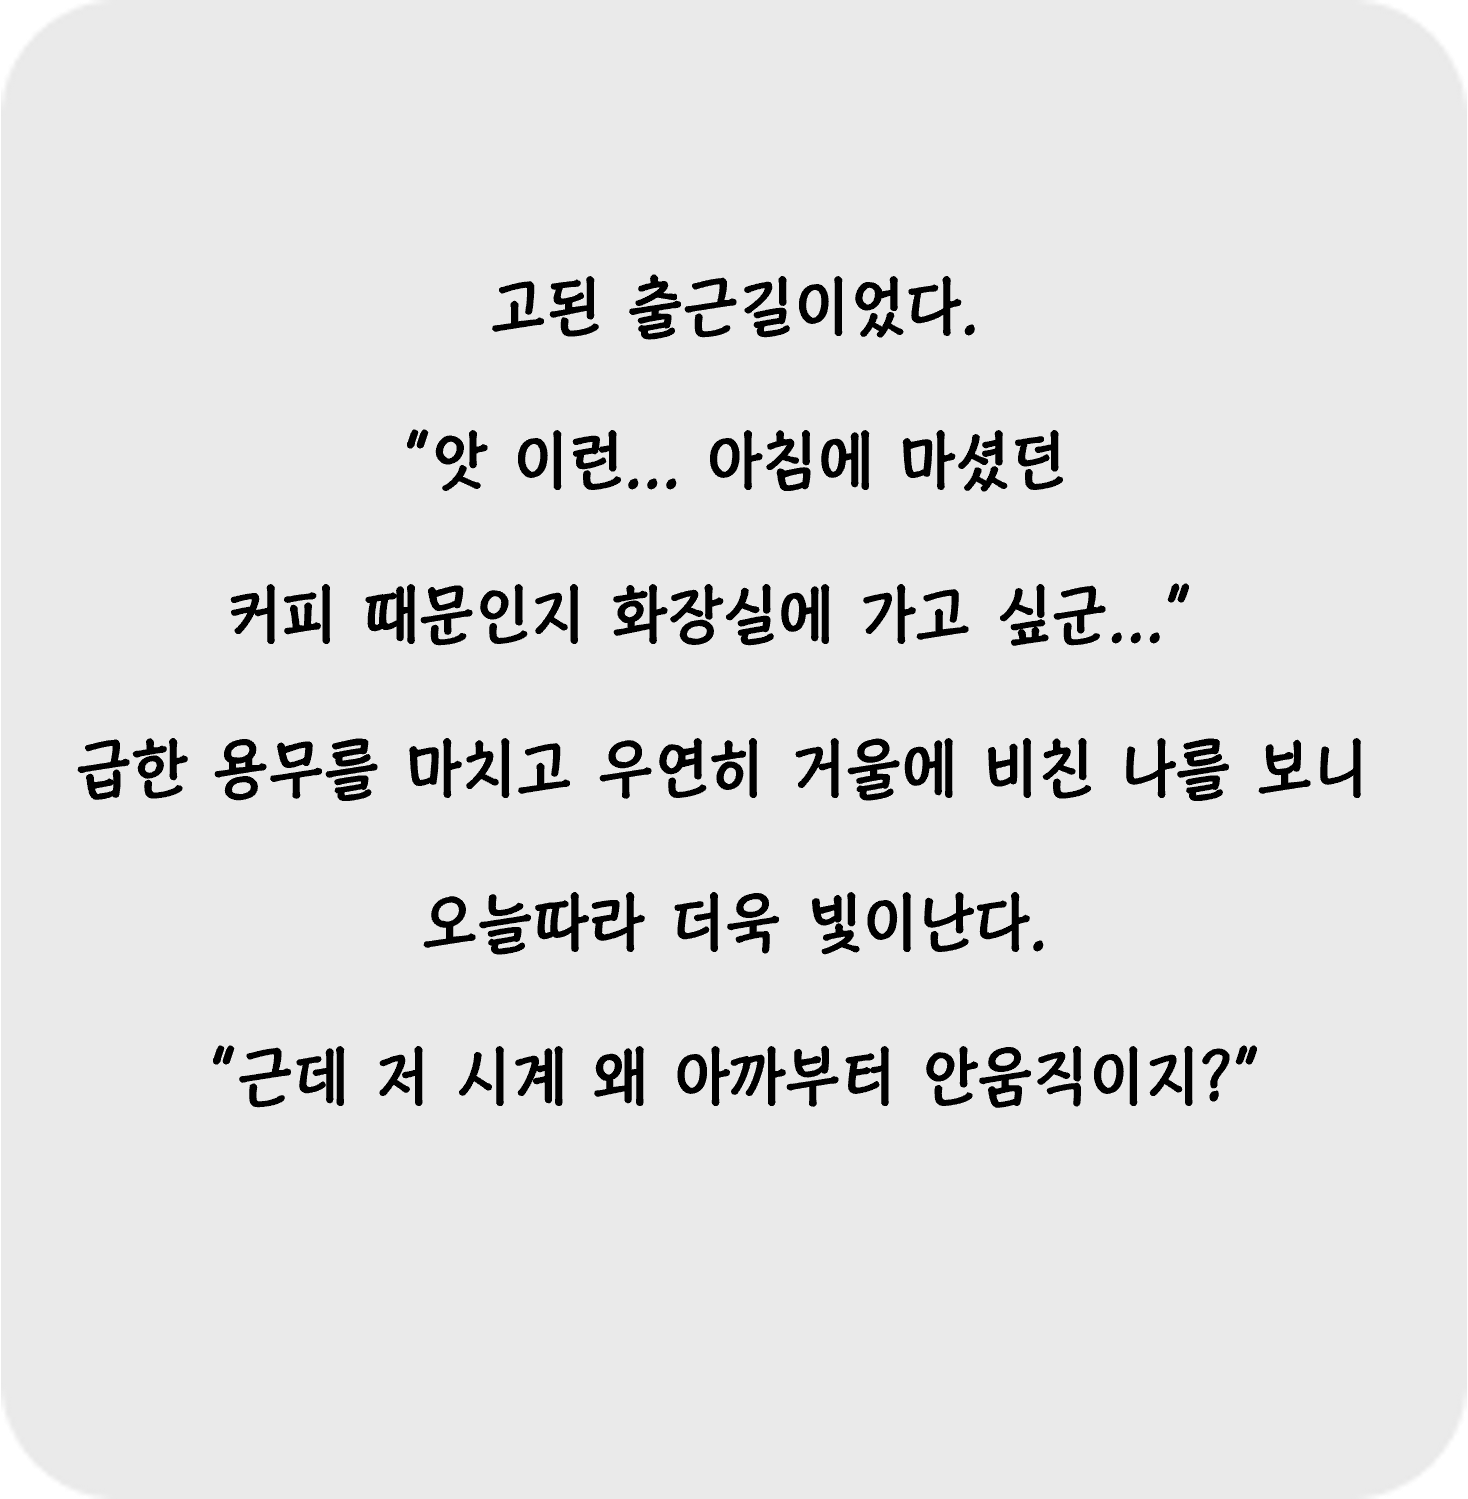 고된 출근길이었다.
"앗 이런... 아침에 마셨던
커피 때문인지 화장실에 가고 싶군..."
급한 용무를 마치고 우연히 거울에 비친 나를 보니
오늘따라 더욱 빛이난다.
"근데 저 시계 왜 아까부터 안움직이지?"